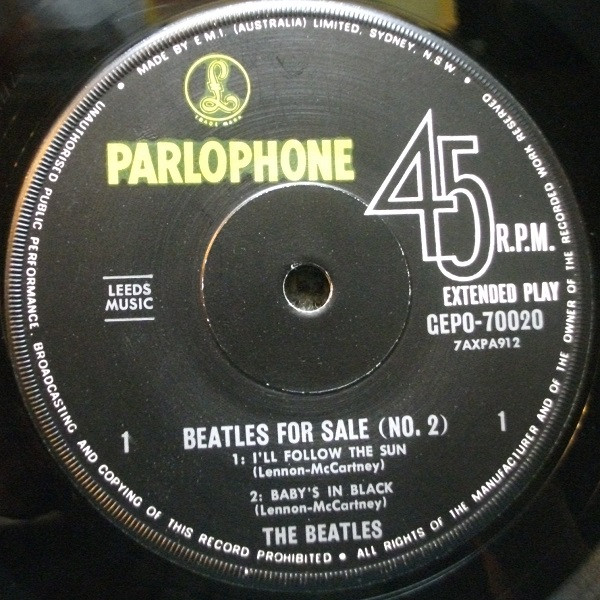 MADE BY E.M.I. (AUSTRALIA) LIMITED, SYDNEY, N.S.W. • UNAUTHORISED PUBLIC PERFORMANCE, BROADCASTING AND COPYING OF THIS RECORD PROHIBITED • ALL RIGHTS OF THE MANUFACTURER AND OF THE OWNER OF THE RECORDED WORK RESERVED •
£
TRADE MARK
PARLOPHONE
45
R.P.M.
EXTENDED PLAY
LEEDS
MUSIC
GEPO-70020
7AXPA912
1
1
BEATLES FOR SALE (NO. 2)
1: I'LL FOLLOW THE SUN
(Lennon-McCartney)
2: BABY'S IN BLACK
(Lennon-McCartney)
THE BEATLES